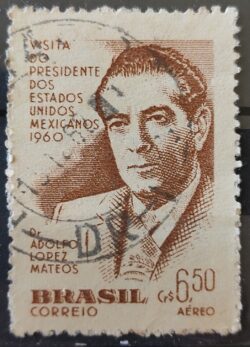 VISITA
DO
PRESIDENTE
DOS
ESTADOS
UNIDOS
MEXICANOS
1960
Dr
ADOLFO
LOPEZ
MATEOS
BRASIL Cr$ 6,50
CORREIO AÉREO